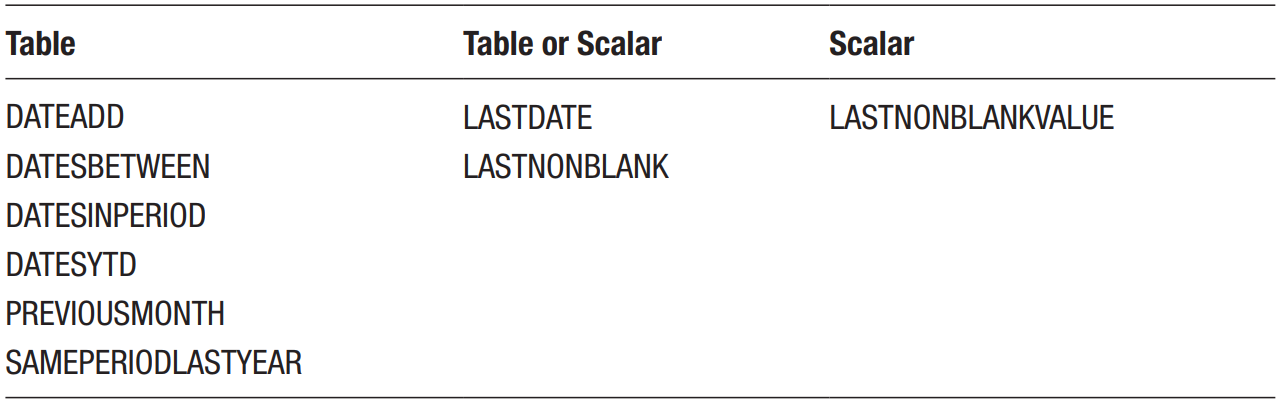 Table Table or Scalar Scalar
DATEADD LASTDATE LASTNONBLANKVALUE
DATESBETWEEN LASTNONBLANK
DATESINPERIOD
DATESYTD
PREVIOUSMONTH
SAMEPERIODLASTYEAR